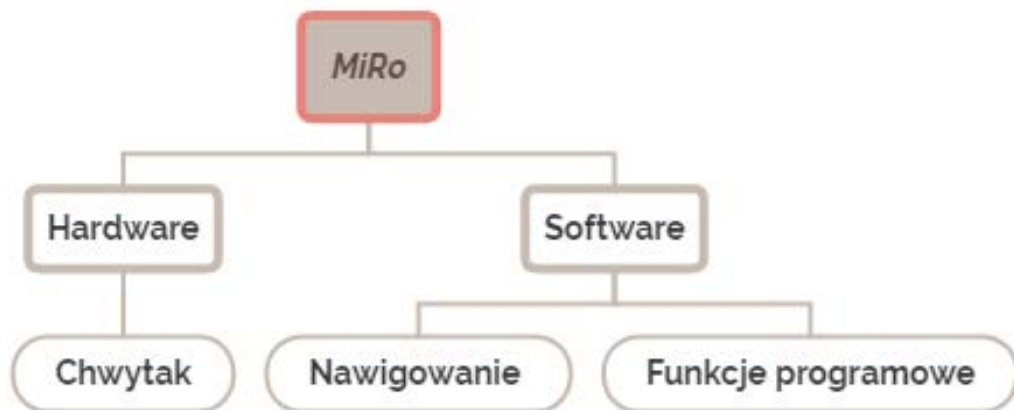 MiRo
Hardware
Software
Chwytak
Nawigowanie
Funkcje programowe